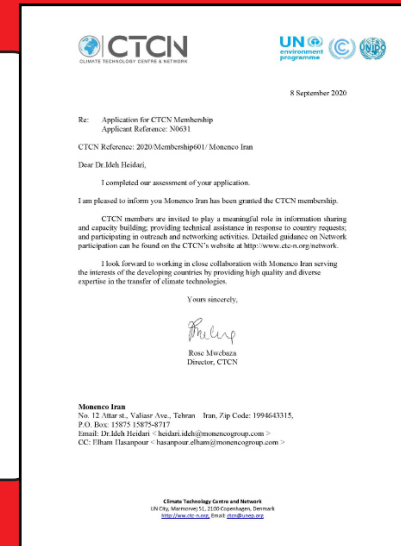 CTCN
CLIMATE TECHNOLOGY CENTRE & NETWORK
UN
environment
programme
UNIDO
8 September 2020
Re: Application for CTCN Membership
Applicant Reference: N0631
CTCN Reference: 2020/Membership601/ Monenco Iran
Dear Dr.Ideh Heidari,
I completed our assessment of your application.
I am pleased to inform you Monenco Iran has been granted the CTCN membership.
CTCN members are invited to play a meaningful role in information sharing
and capacity building; providing technical assistance in response to country requests;
and participating in outreach and networking activities. Detailed guidance on Network
participation can be found on the CTCN's website at http://www.ctc-n.org/network.
I look forward to working in close collaboration with Monenco Iran serving
the interests of the developing countries by providing high quality and diverse
expertise in the transfer of climate technologies.
Yours sincerely,
Rose Mwebaza
Director, CTCN
Monenco Iran
No. 12 Attar st., Valiasr Ave., Tehran Iran, Zip Code: 1994643315,
P.O. Box: 15875 15875-8717
Email: Dr.Ideh Heidari < heidari.ideh@monencogroup.com >
CC: Elham Hasanpour < hasanpour.elham@monencogroup.com >
Climate Technology Centre and Network
UN City, Marmorvej 51, 2100 Copenhagen, Denmark
http://www.ctc-n.org, Email: ctcn@unep.org